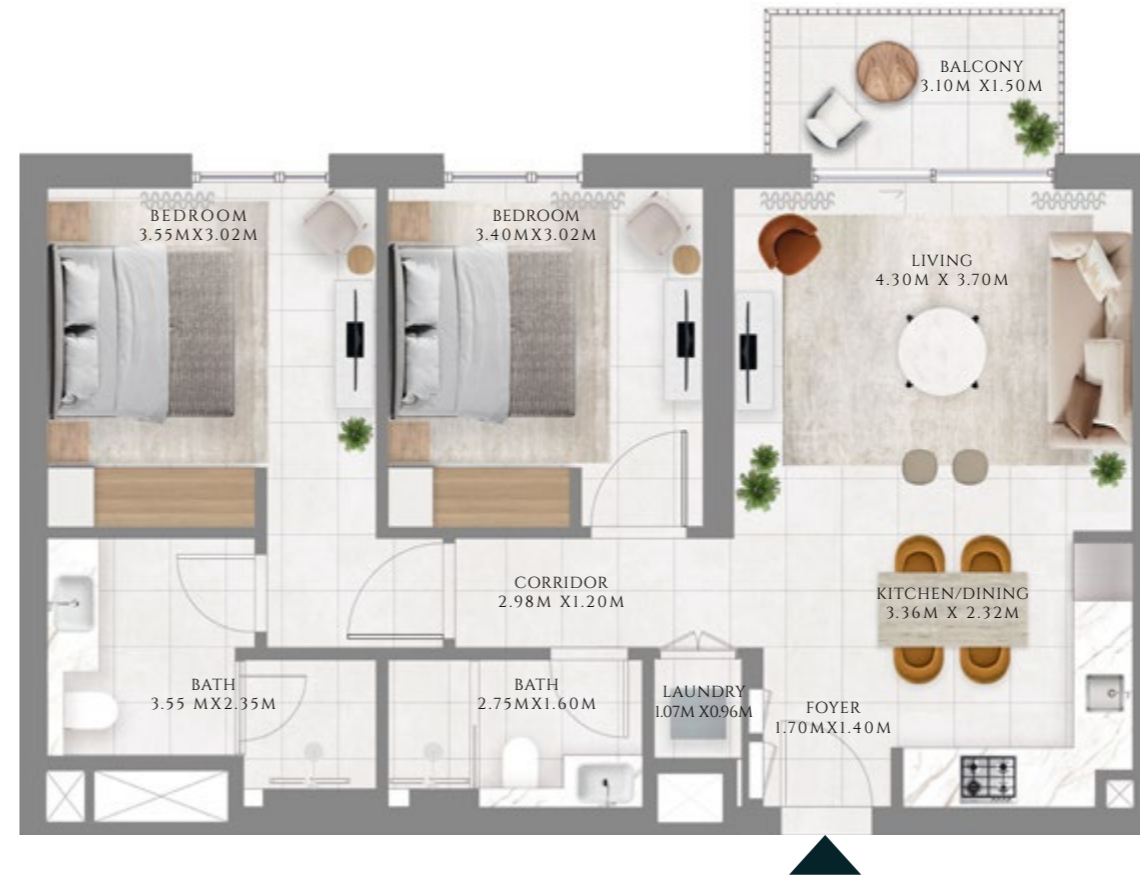 BALCONY
3.10M X1.50M
BEDROOM
3.55MX3.02M
BEDROOM
3.40MX3.02M
LIVING
4.30M X 3.70M
CORRIDOR
2.98M X1.20M
KITCHEN/DINING
3.36M X 2.32M
BATH
3.55 MX2.35M
BATH
2.75MX1.60M
LAUNDRY
1.07M X0.96M
FOYER
1.70MX1.40M